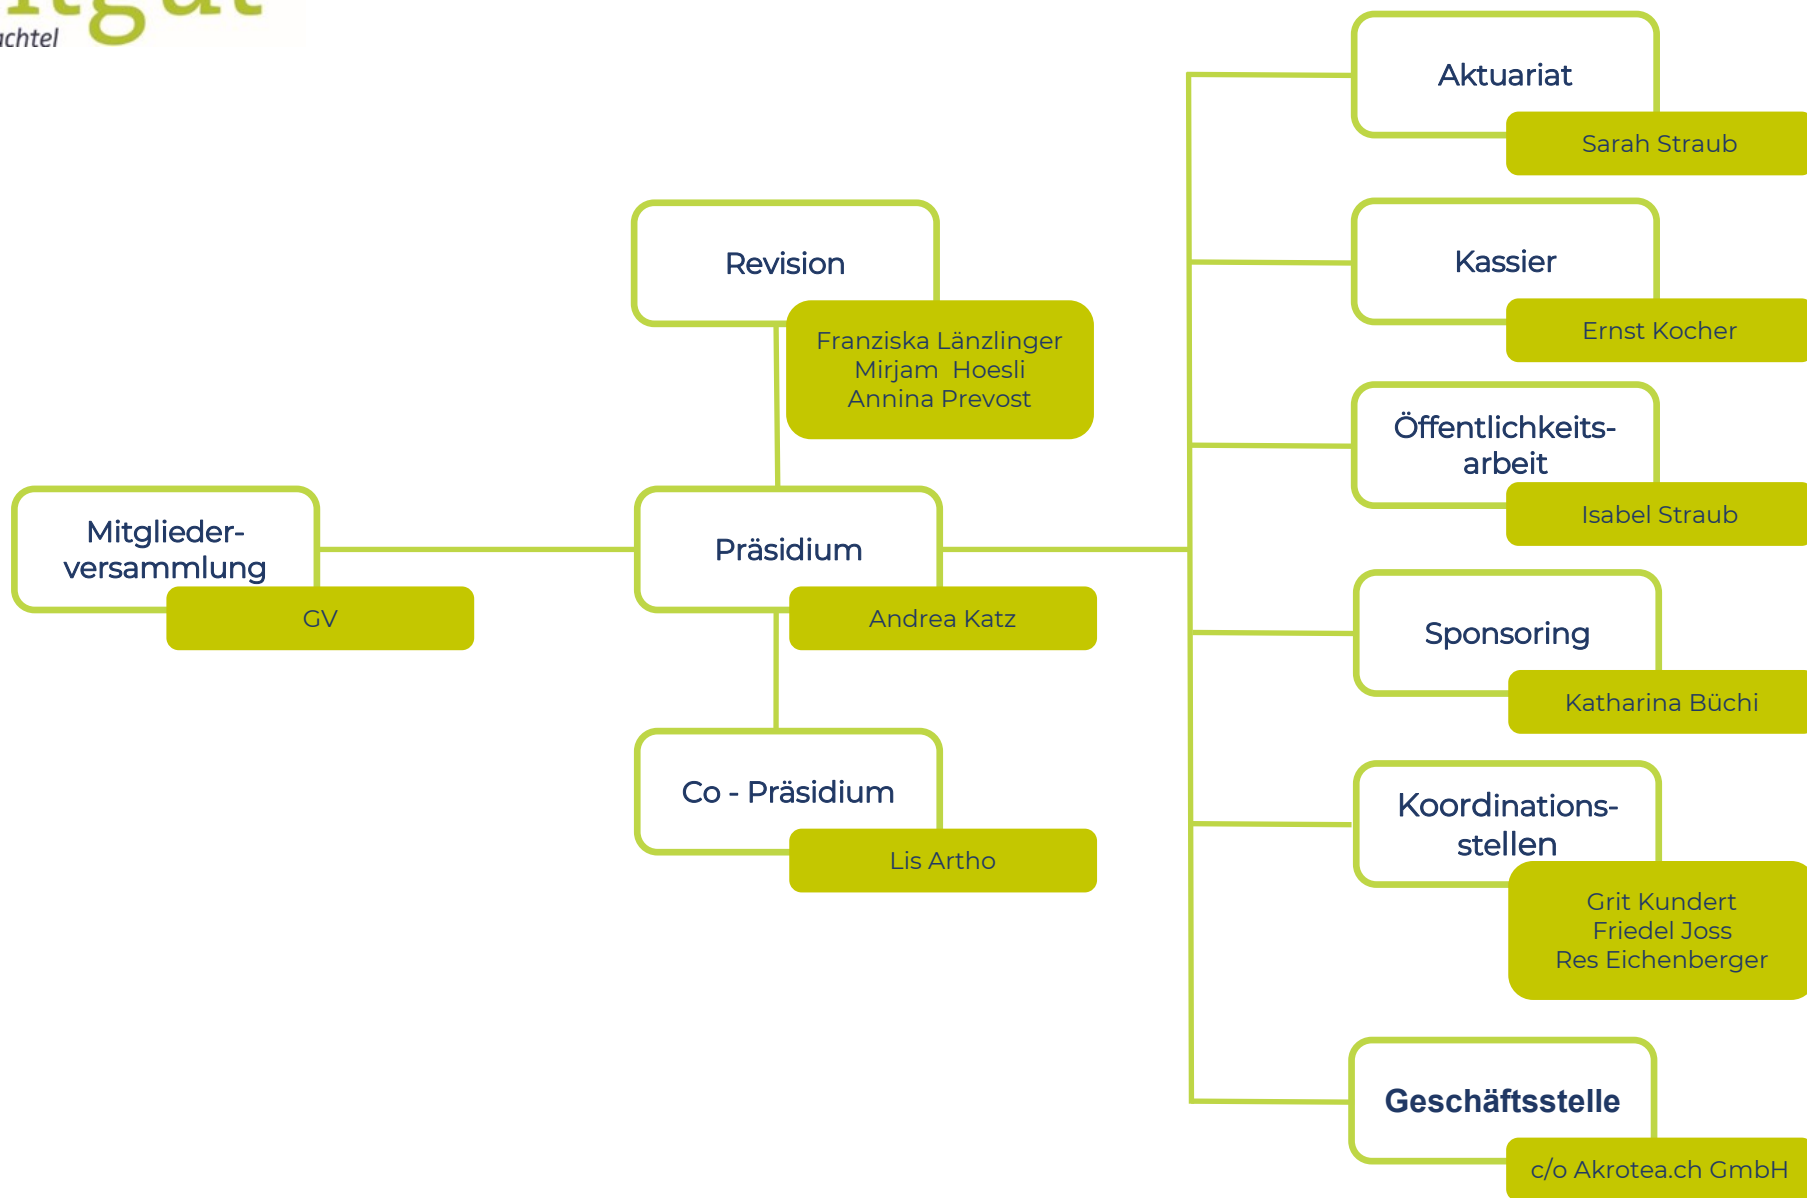 Aktuariat
Sarah Straub
Revision
Franziska Länzlinger
Mirjam Hoesli
Annina Prevost
Kassier
Ernst Kocher
Öffentlichkeits-
arbeit
Isabel Straub
Mitglieder-
versammlung
GV
Präsidium
Andrea Katz
Sponsoring
Katharina Büchi
Co - Präsidium
Lis Artho
Koordinations-
stellen
Grit Kundert
Friedel Joss
Res Eichenberger
Geschäftsstelle
c/o Akrotea.ch GmbH